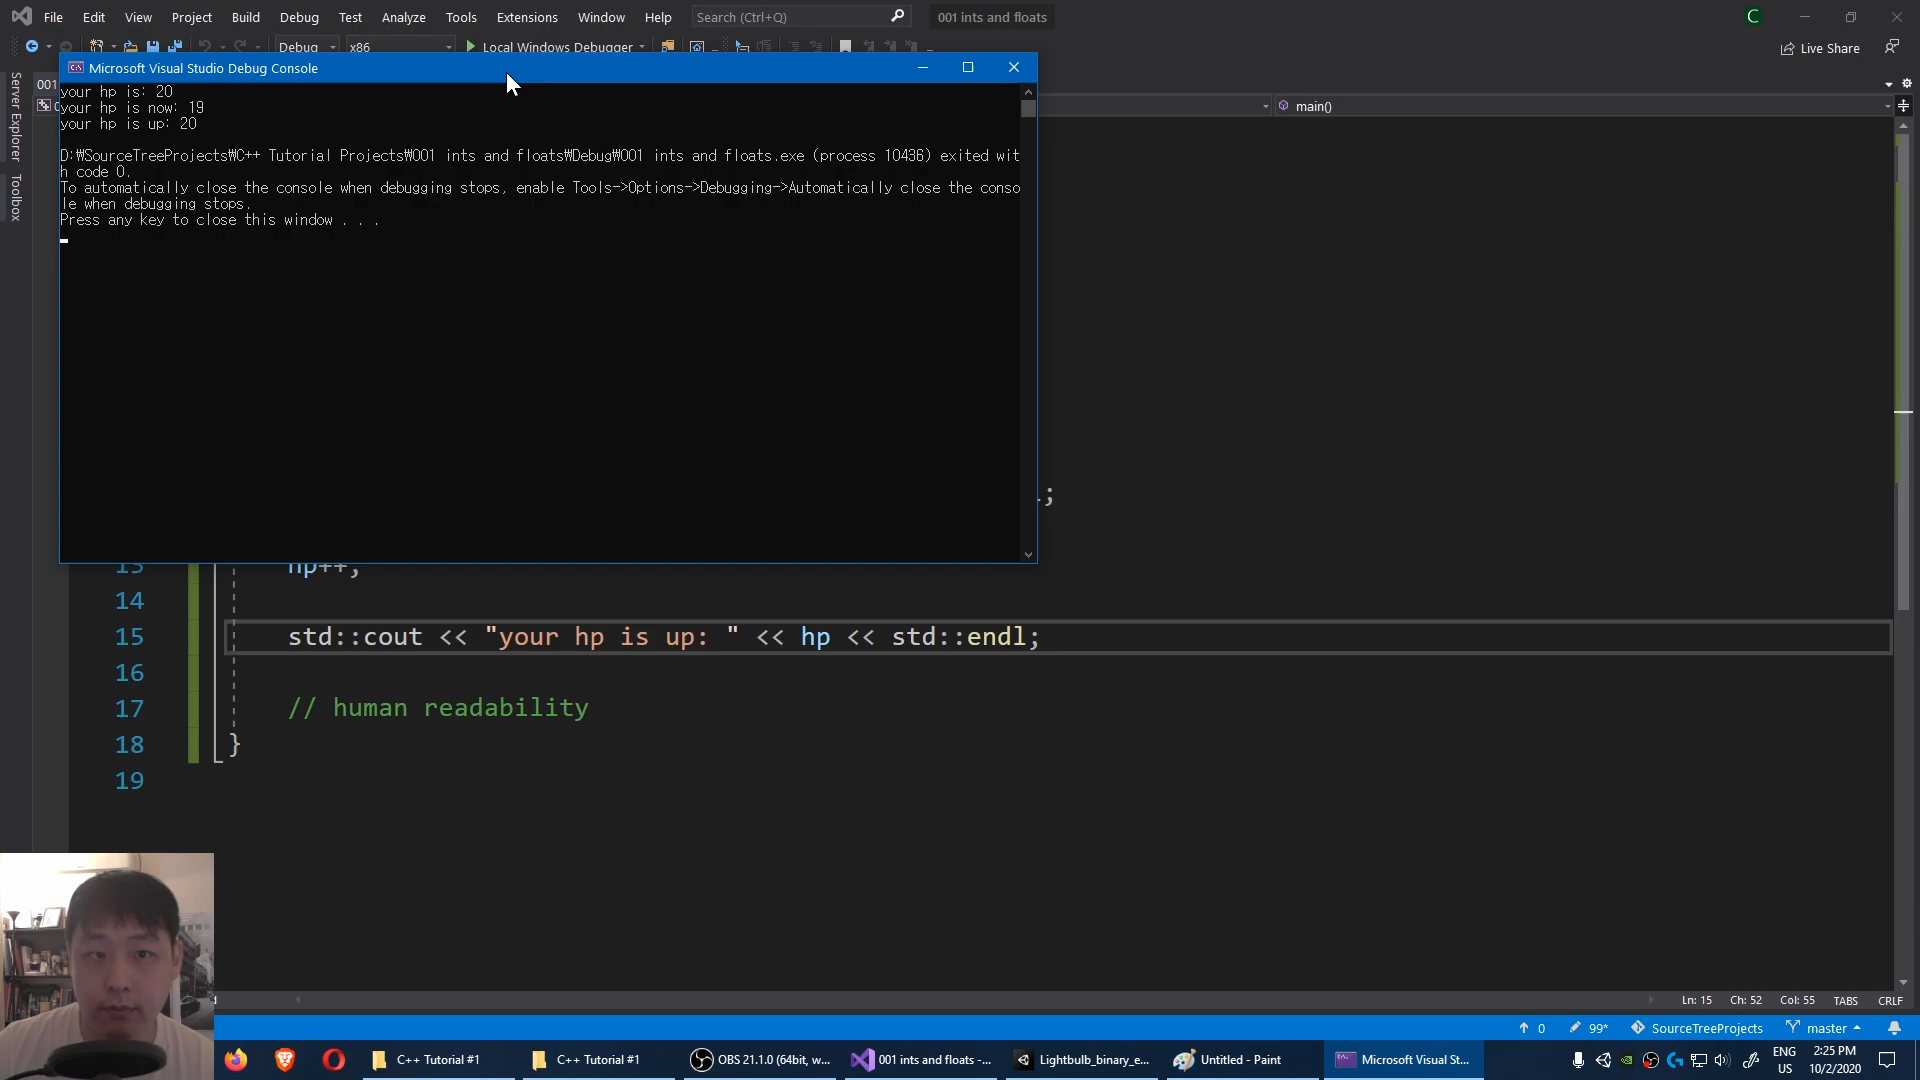 File Edit View Project Build Debug Test Analyze Tools Extensions Window Help Search (Ctrl+Q) 001 ints and floats C
Debug x86 Local Windows Debugger Live Share
Microsoft Visual Studio Debug Console
Server Explorer
Toolbox
001
main()
your hp is: 20
your hp is now: 19
your hp is up: 20
D:₩SourceTreeProjects₩C++ Tutorial Projects₩001 ints and floats₩Debug₩001 ints and floats.exe (process 10436) exited wit
h code 0.
To automatically close the console when debugging stops, enable Tools->Options->Debugging->Automatically close the conso
le when debugging stops.
Press any key to close this window . . .
;
13 hp++;
14
15 std::cout << "your hp is up: " << hp << std::endl;
16
17 // human readability
18 }
19
Ln: 15 Ch: 52 Col: 55 TABS CRLF
0 99* SourceTreeProjects master
C++ Tutorial #1 C++ Tutorial #1 OBS 21.1.0 (64bit, w... 001 ints and floats -... Lightbulb_binary_e... Untitled - Paint Microsoft Visual St... ENG US 2:25 PM 10/2/2020